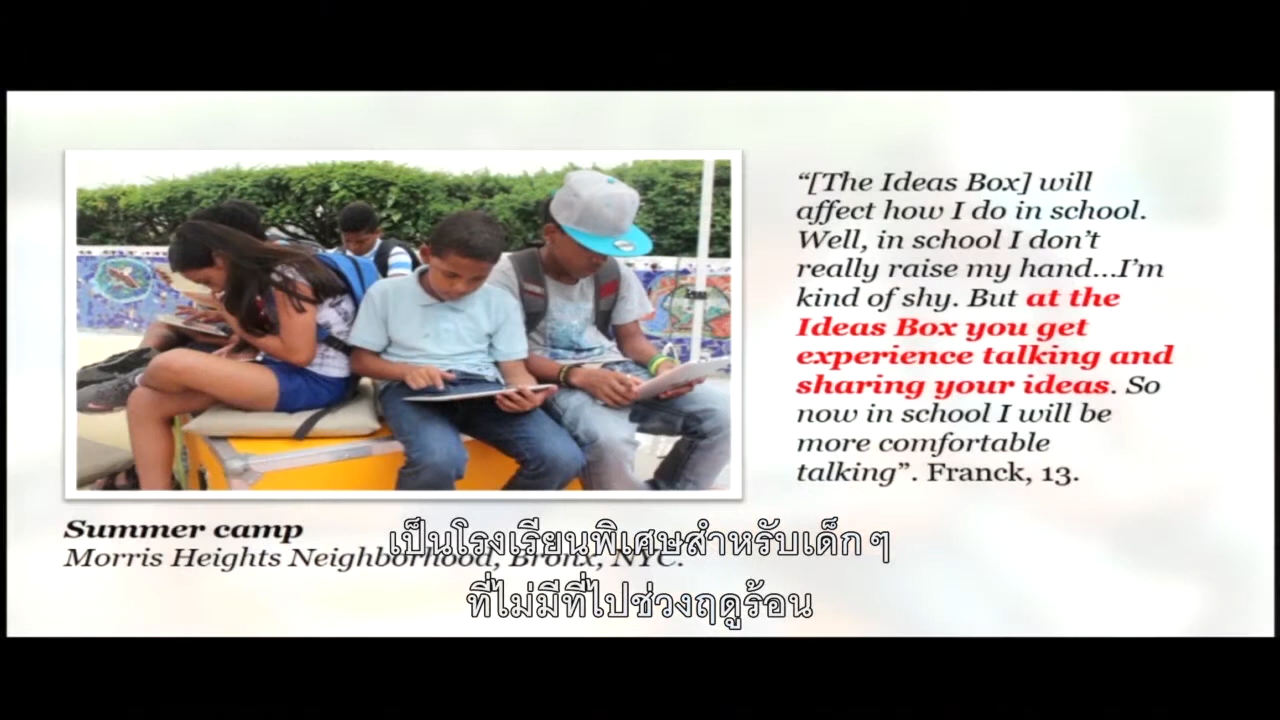 “[The Ideas Box] will
affect how I do in school.
Well, in school I don’t
really raise my hand...I’m
kind of shy. But at the
Ideas Box you get
experience talking and
sharing your ideas. So
now in school I will be
more comfortable
talking”. Franck, 13.
Summer camp
Morris Heights Neighborhood, Bronx, NYC.
เป็นโรงเรียนพิเศษสำหรับเด็กๆ
ที่ไม่มีที่ไปช่วงฤดูร้อน